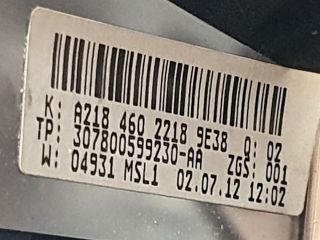 K: A218 460 2218 9E38 Q: 02
TP: 307800599230-AA ZGS: 001
W: 04931 MSL1 02.07.12 12:02